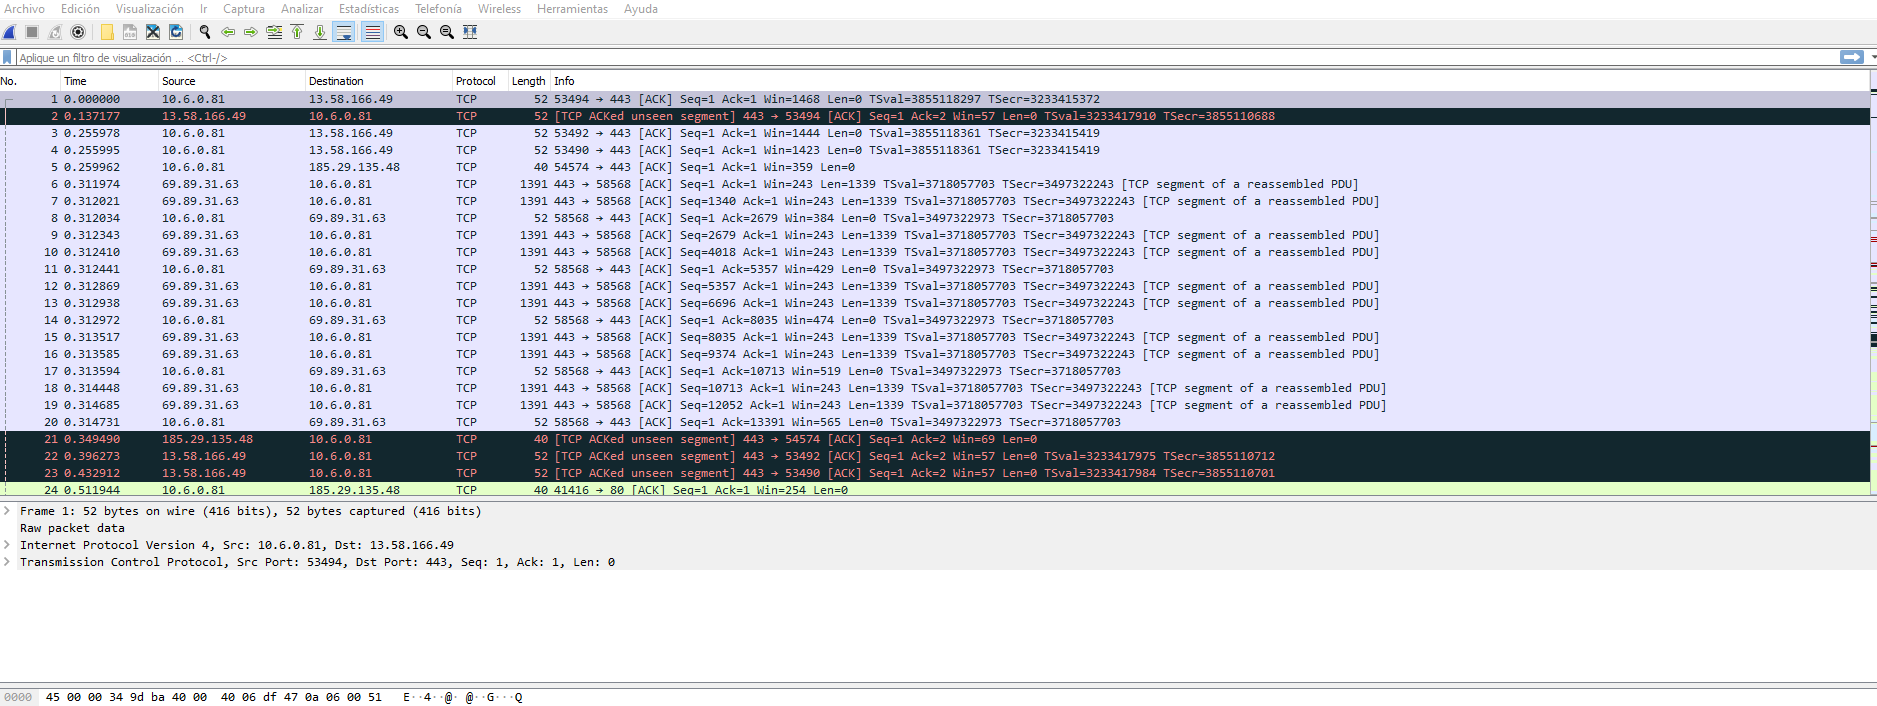 Archivo Edición Visualización Ir Captura Analizar Estadísticas Telefonía Wireless Herramientas Ayuda
Aplique un filtro de visualización ... <Ctrl-/>
No. Time Source Destination Protocol Length Info
1 0.000000 10.6.0.81 13.58.166.49 TCP 52 53494 → 443 [ACK] Seq=1 Ack=1 Win=1468 Len=0 TSval=3855118297 TSecr=3233415372
2 0.137177 13.58.166.49 10.6.0.81 TCP 52 [TCP ACKed unseen segment] 443 → 53494 [ACK] Seq=1 Ack=2 Win=57 Len=0 TSval=3233417910 TSecr=3855110688
3 0.255978 10.6.0.81 13.58.166.49 TCP 52 53492 → 443 [ACK] Seq=1 Ack=1 Win=1444 Len=0 TSval=3855118361 TSecr=3233415419
4 0.255995 10.6.0.81 13.58.166.49 TCP 52 53490 → 443 [ACK] Seq=1 Ack=1 Win=1423 Len=0 TSval=3855118361 TSecr=3233415419
5 0.259962 10.6.0.81 185.29.135.48 TCP 40 54574 → 443 [ACK] Seq=1 Ack=1 Win=359 Len=0
6 0.311974 69.89.31.63 10.6.0.81 TCP 1391 443 → 58568 [ACK] Seq=1 Ack=1 Win=243 Len=1339 TSval=3718057703 TSecr=3497322243 [TCP segment of a reassembled PDU]
7 0.312021 69.89.31.63 10.6.0.81 TCP 1391 443 → 58568 [ACK] Seq=1340 Ack=1 Win=243 Len=1339 TSval=3718057703 TSecr=3497322243 [TCP segment of a reassembled PDU]
8 0.312034 10.6.0.81 69.89.31.63 TCP 52 58568 → 443 [ACK] Seq=1 Ack=2679 Win=384 Len=0 TSval=3497322973 TSecr=3718057703
9 0.312343 69.89.31.63 10.6.0.81 TCP 1391 443 → 58568 [ACK] Seq=2679 Ack=1 Win=243 Len=1339 TSval=3718057703 TSecr=3497322243 [TCP segment of a reassembled PDU]
10 0.312410 69.89.31.63 10.6.0.81 TCP 1391 443 → 58568 [ACK] Seq=4018 Ack=1 Win=243 Len=1339 TSval=3718057703 TSecr=3497322243 [TCP segment of a reassembled PDU]
11 0.312441 10.6.0.81 69.89.31.63 TCP 52 58568 → 443 [ACK] Seq=1 Ack=5357 Win=429 Len=0 TSval=3497322973 TSecr=3718057703
12 0.312869 69.89.31.63 10.6.0.81 TCP 1391 443 → 58568 [ACK] Seq=5357 Ack=1 Win=243 Len=1339 TSval=3718057703 TSecr=3497322243 [TCP segment of a reassembled PDU]
13 0.312938 69.89.31.63 10.6.0.81 TCP 1391 443 → 58568 [ACK] Seq=6696 Ack=1 Win=243 Len=1339 TSval=3718057703 TSecr=3497322243 [TCP segment of a reassembled PDU]
14 0.312972 10.6.0.81 69.89.31.63 TCP 52 58568 → 443 [ACK] Seq=1 Ack=8035 Win=474 Len=0 TSval=3497322973 TSecr=3718057703
15 0.313517 69.89.31.63 10.6.0.81 TCP 1391 443 → 58568 [ACK] Seq=8035 Ack=1 Win=243 Len=1339 TSval=3718057703 TSecr=3497322243 [TCP segment of a reassembled PDU]
16 0.313585 69.89.31.63 10.6.0.81 TCP 1391 443 → 58568 [ACK] Seq=9374 Ack=1 Win=243 Len=1339 TSval=3718057703 TSecr=3497322243 [TCP segment of a reassembled PDU]
17 0.313594 10.6.0.81 69.89.31.63 TCP 52 58568 → 443 [ACK] Seq=1 Ack=10713 Win=519 Len=0 TSval=3497322973 TSecr=3718057703
18 0.314448 69.89.31.63 10.6.0.81 TCP 1391 443 → 58568 [ACK] Seq=10713 Ack=1 Win=243 Len=1339 TSval=3718057703 TSecr=3497322243 [TCP segment of a reassembled PDU]
19 0.314685 69.89.31.63 10.6.0.81 TCP 1391 443 → 58568 [ACK] Seq=12052 Ack=1 Win=243 Len=1339 TSval=3718057703 TSecr=3497322243 [TCP segment of a reassembled PDU]
20 0.314731 10.6.0.81 69.89.31.63 TCP 52 58568 → 443 [ACK] Seq=1 Ack=13391 Win=565 Len=0 TSval=3497322973 TSecr=3718057703
21 0.349490 185.29.135.48 10.6.0.81 TCP 40 [TCP ACKed unseen segment] 443 → 54574 [ACK] Seq=1 Ack=2 Win=69 Len=0
22 0.396273 13.58.166.49 10.6.0.81 TCP 52 [TCP ACKed unseen segment] 443 → 53492 [ACK] Seq=1 Ack=2 Win=57 Len=0 TSval=3233417975 TSecr=3855110712
23 0.432912 13.58.166.49 10.6.0.81 TCP 52 [TCP ACKed unseen segment] 443 → 53490 [ACK] Seq=1 Ack=2 Win=57 Len=0 TSval=3233417984 TSecr=3855110701
24 0.511944 10.6.0.81 185.29.135.48 TCP 40 41416 → 80 [ACK] Seq=1 Ack=1 Win=254 Len=0
Frame 1: 52 bytes on wire (416 bits), 52 bytes captured (416 bits)
Raw packet data
Internet Protocol Version 4, Src: 10.6.0.81, Dst: 13.58.166.49
Transmission Control Protocol, Src Port: 53494, Dst Port: 443, Seq: 1, Ack: 1, Len: 0
0000 45 00 00 34 9d ba 40 00 40 06 df 47 0a 06 00 51 E··4··@· @··G···Q